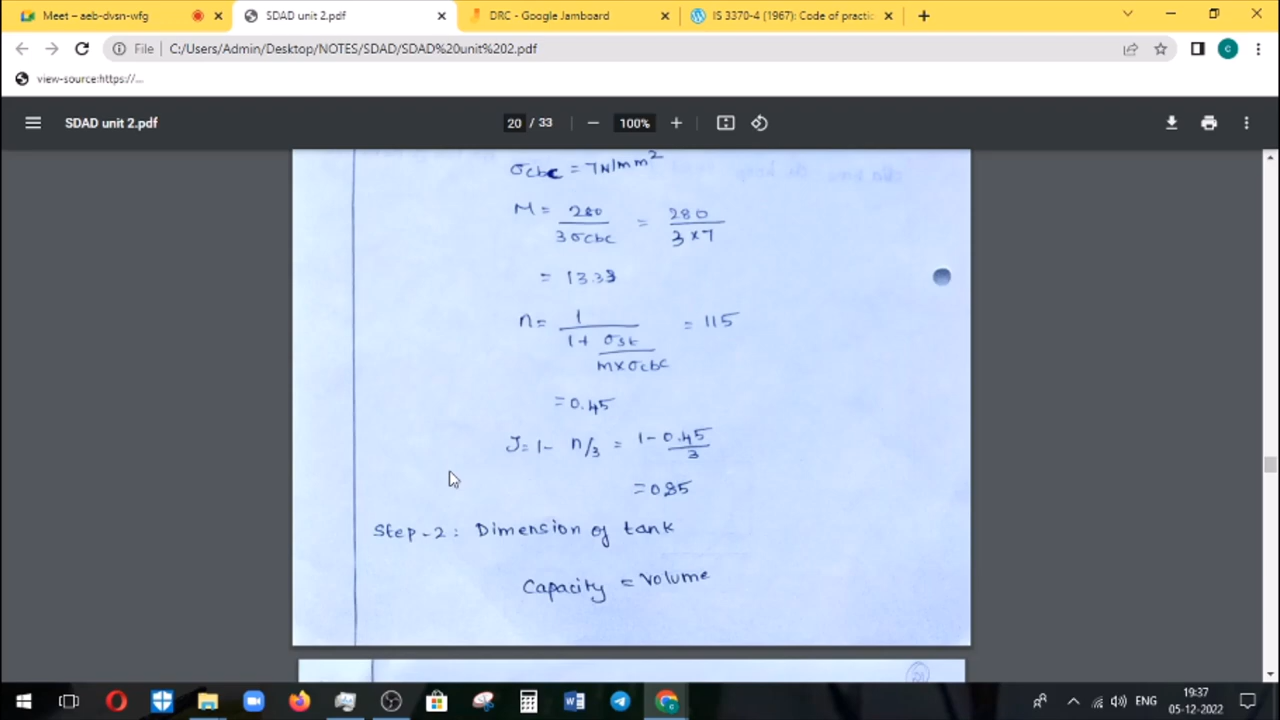 Meet – aeb-dvsn-wfg
SDAD unit 2.pdf
DRC - Google Jamboard
IS 3370-4 (1967): Code of practic
File
C:/Users/Admin/Desktop/NOTES/SDAD/SDAD%20unit%202.pdf
view-source:https://...
SDAD unit 2.pdf
20 / 33
100%
σcbc = 7N/mm²
M = 280 / 3σcbc = 280 / 3×7
= 13.33
n = 1 / 1+ σst / m×σcbc = 115
= 0.45
J = 1- n/3 = 1 - 0.45 / 3
= 0.85
Step-2: Dimension of tank
Capacity = Volume
ENG
19:37
05-12-2022